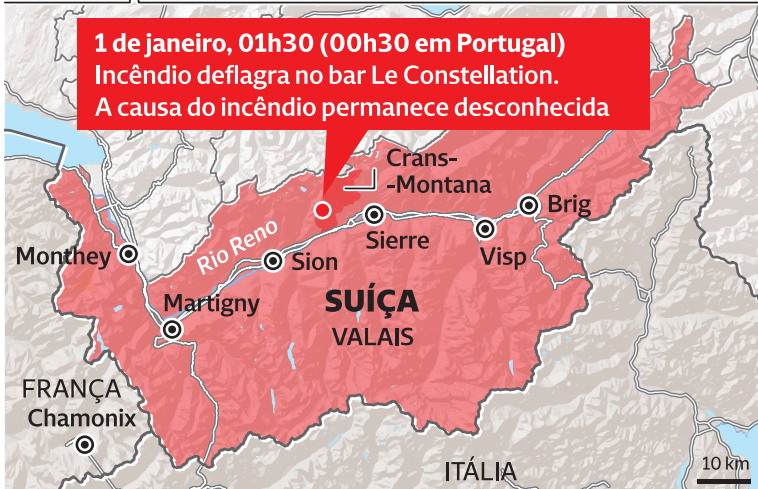 1 de janeiro, 01h30 (00h30 em Portugal)
Incêndio deflagra no bar Le Constellation.
A causa do incêndio permanece desconhecida
Crans-
-Montana
Brig
Sierre
Visp
Rio Reno
Monthey
Sion
Martigny
SUÍÇA
VALAIS
FRANÇA
Chamonix
ITÁLIA
10 km